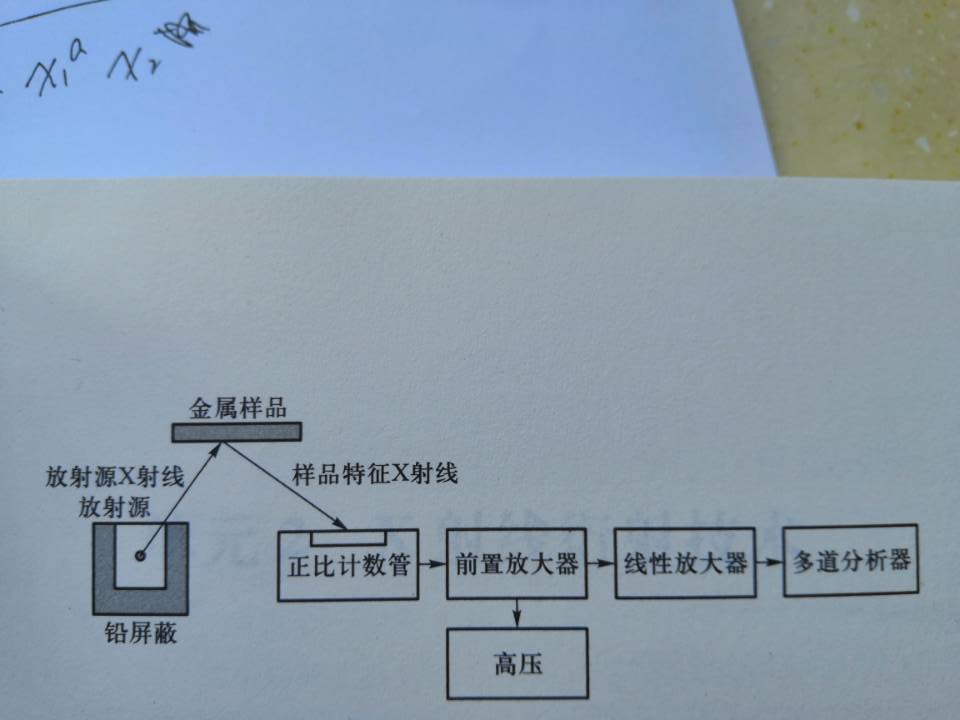 x₁ᵃ x₂
金属样品
放射源X射线
样品特征X射线
放射源
正比计数管
前置放大器
线性放大器
多道分析器
铅屏蔽
高压